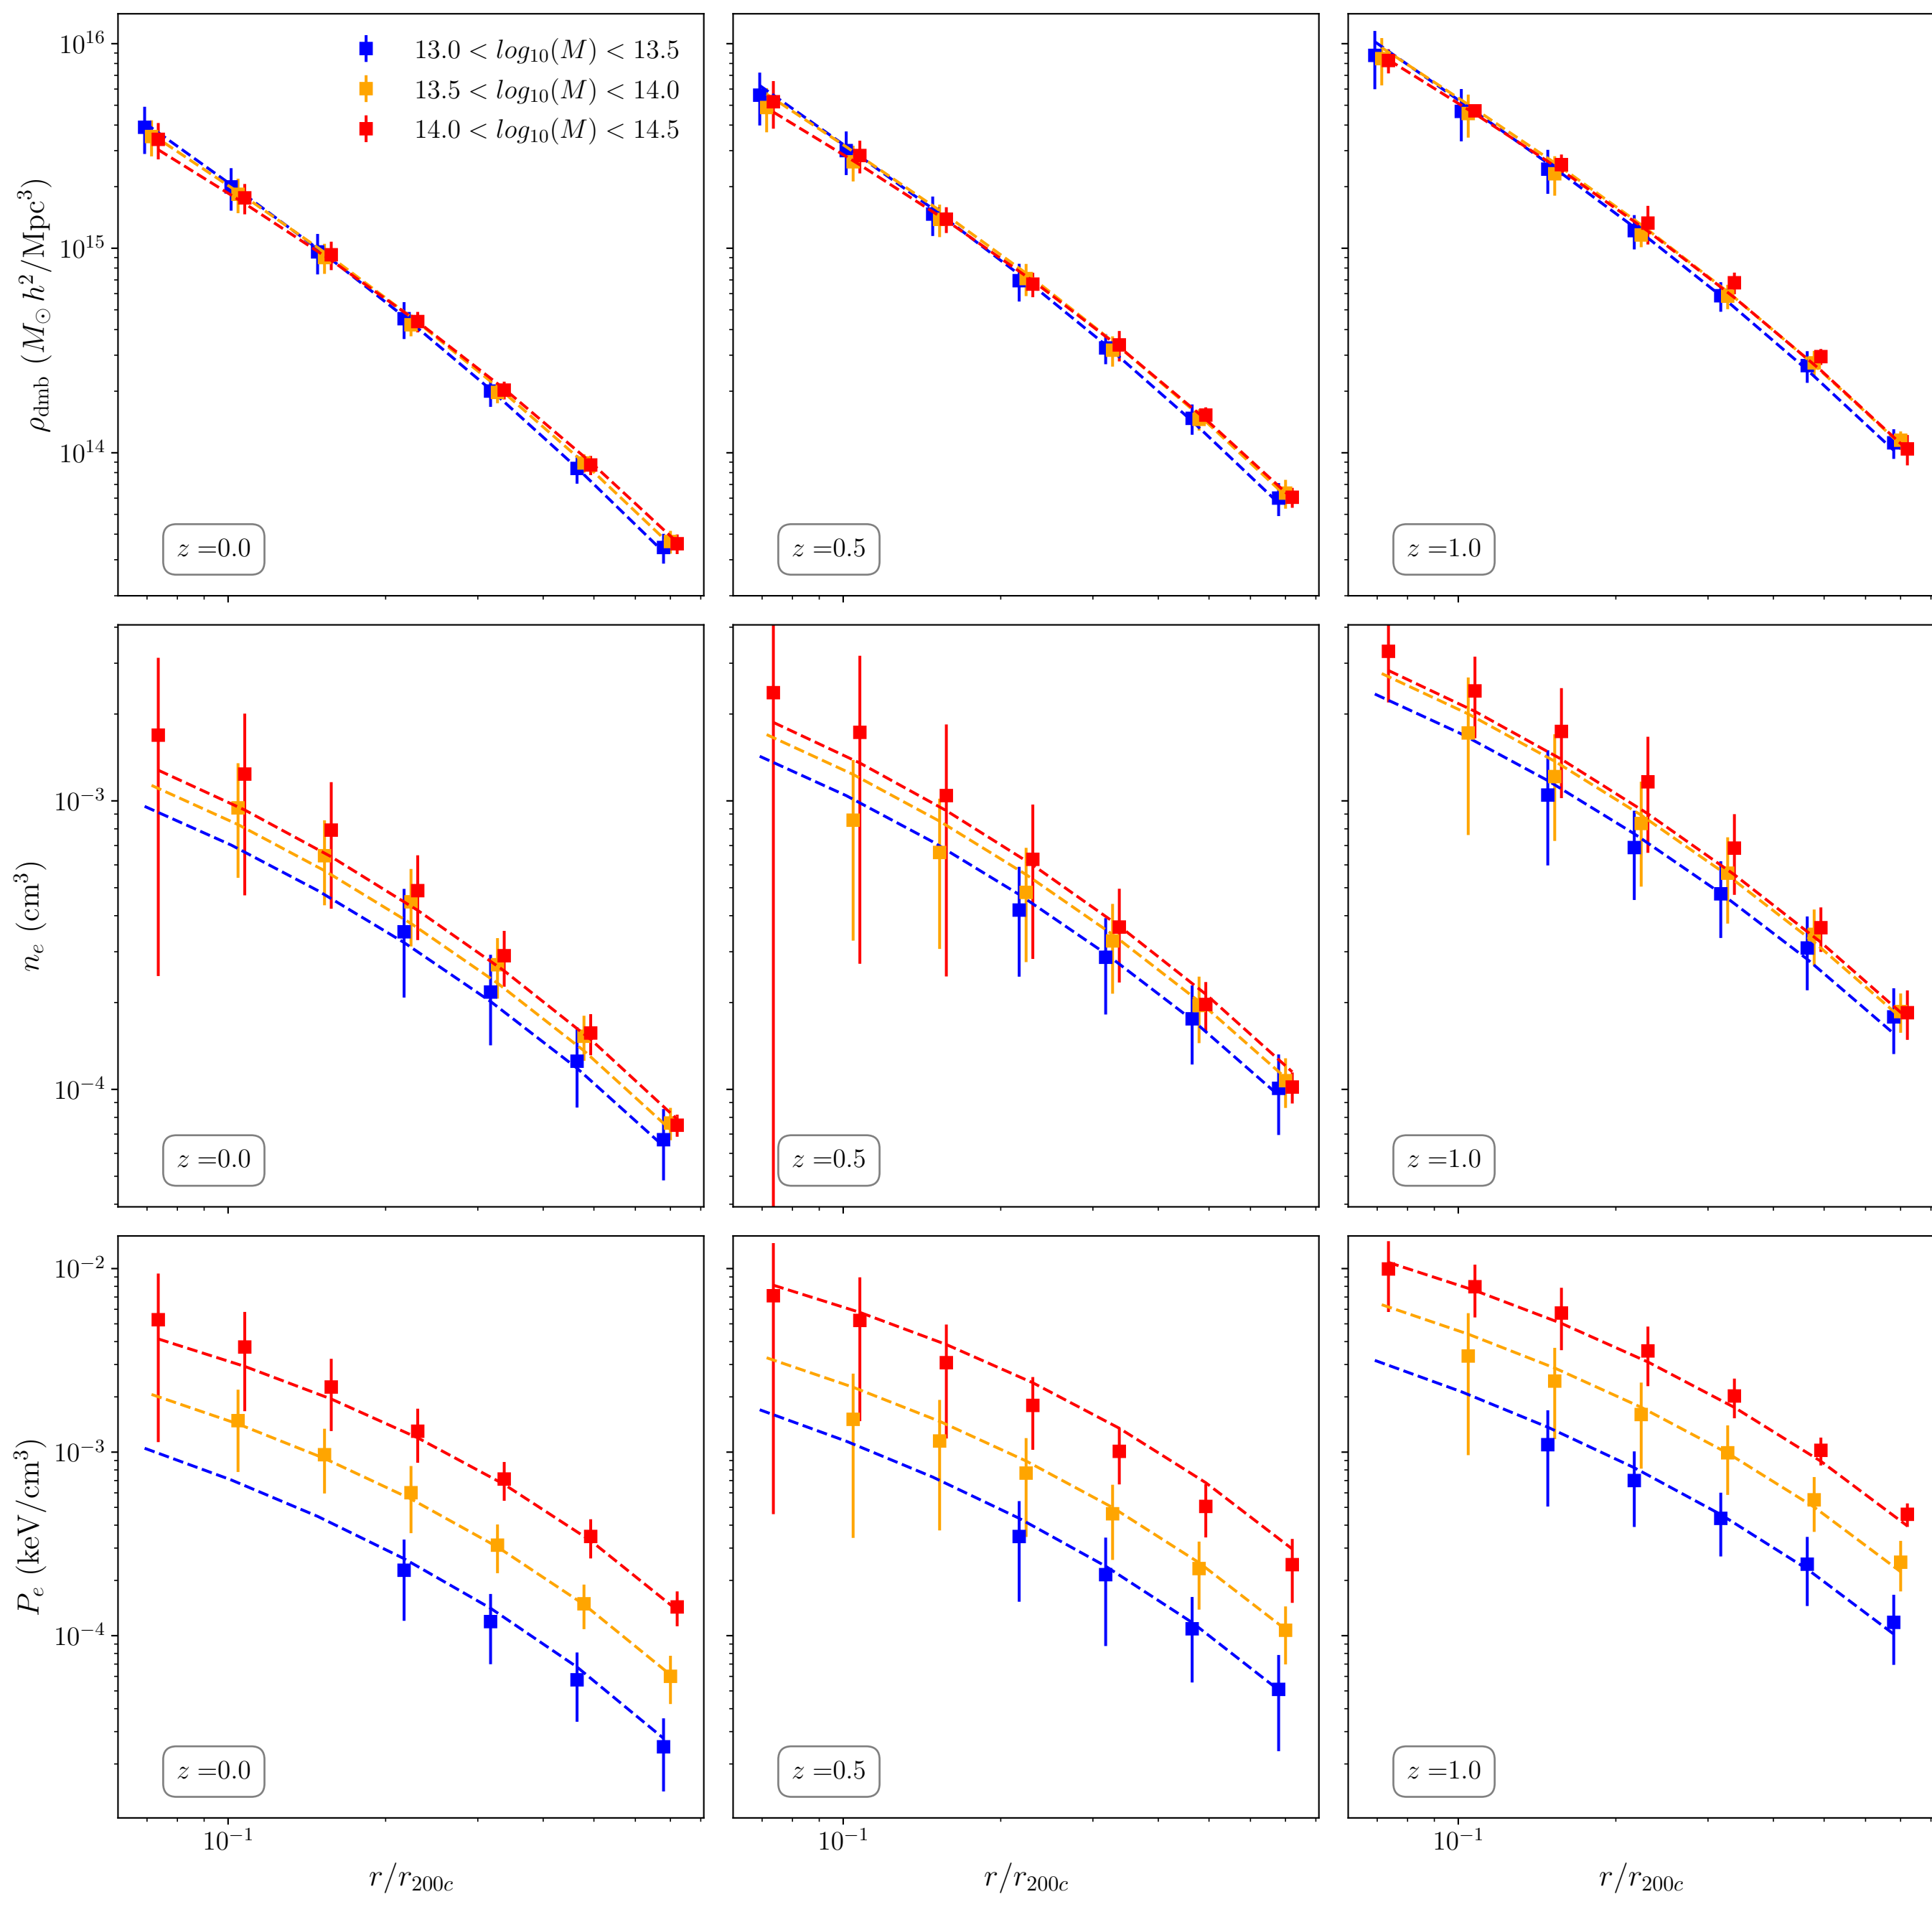 10^16
10^15
10^14
ρ_dmb (M_⊙ h^2/Mpc^3)
13.0 < log_10(M) < 13.5
13.5 < log_10(M) < 14.0
14.0 < log_10(M) < 14.5
z =0.0
z =0.5
z =1.0
10^−3
10^−4
n_e (cm^3)
z =0.0
z =0.5
z =1.0
10^−2
10^−3
10^−4
P_e (keV/cm^3)
z =0.0
z =0.5
z =1.0
10^−1
10^−1
10^−1
r/r_200c
r/r_200c
r/r_200c